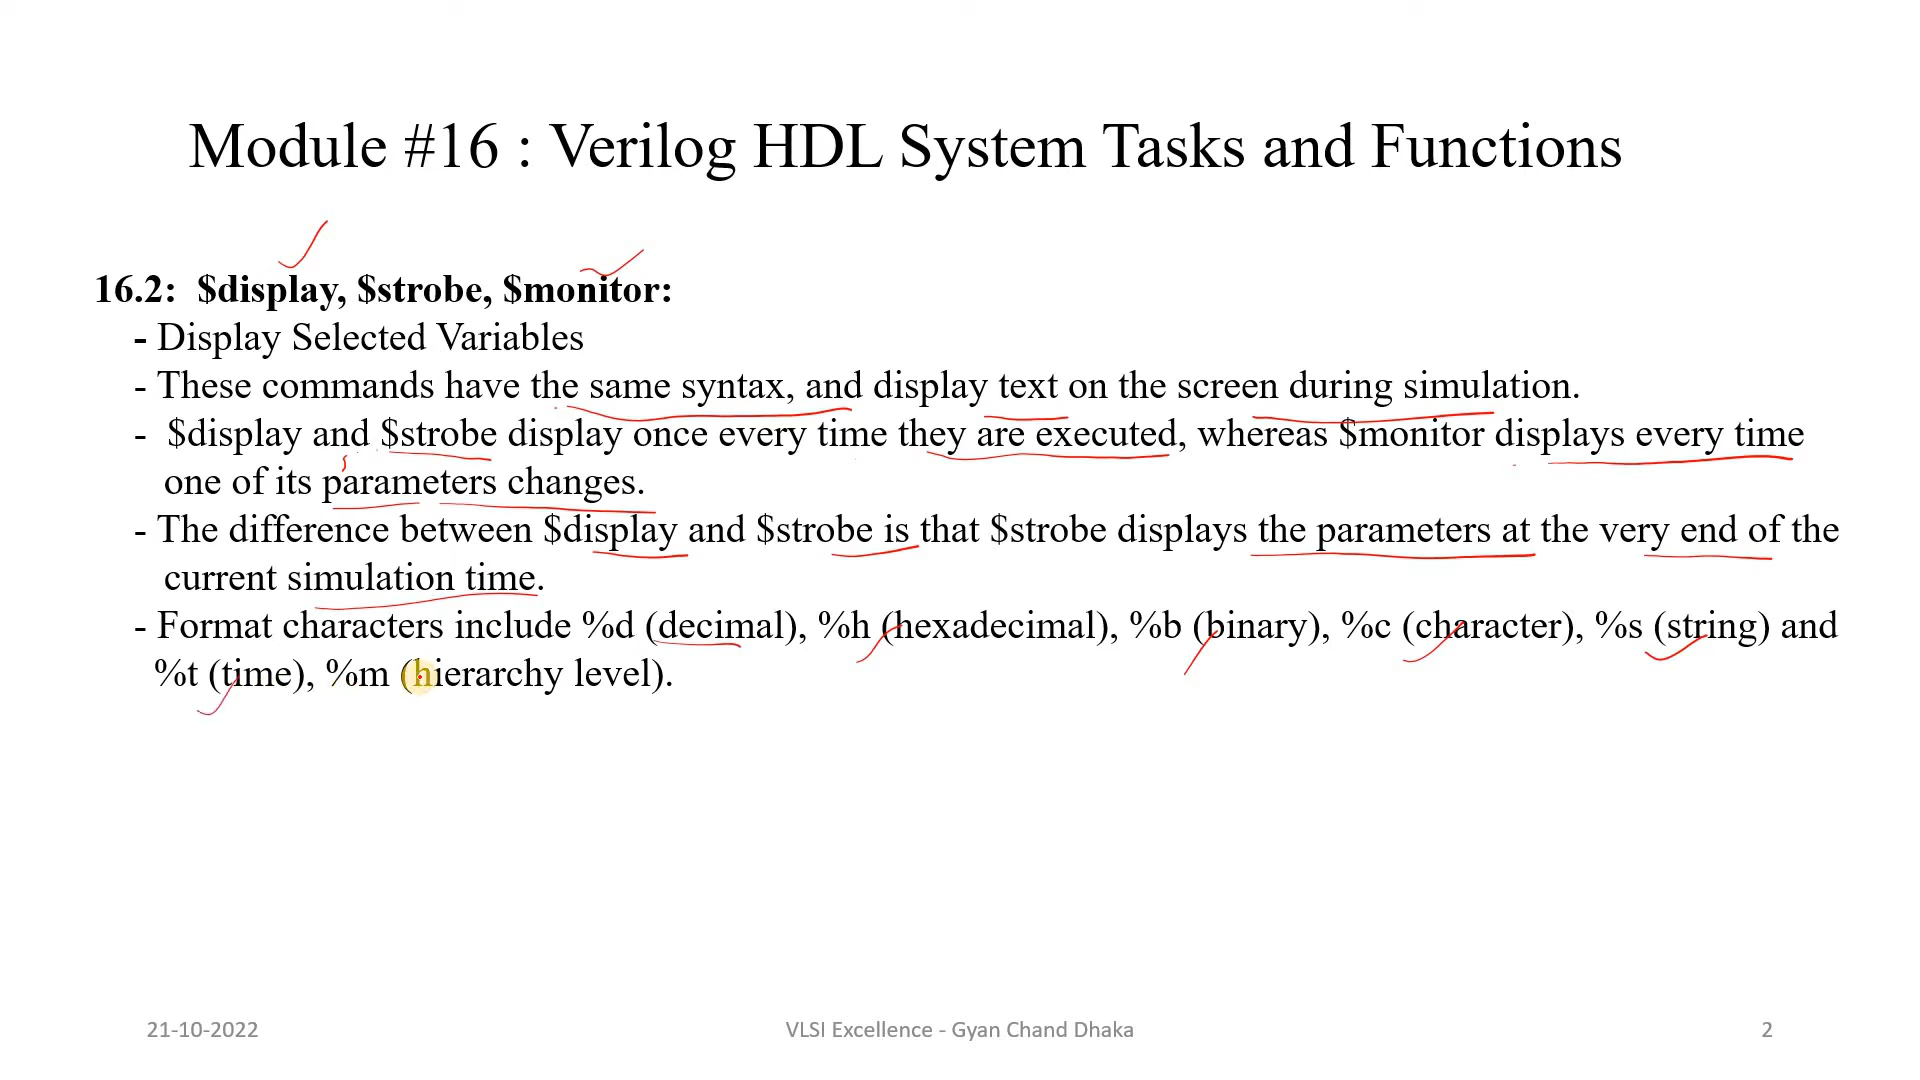 Module #16 : Verilog HDL System Tasks and Functions
16.2: $display, $strobe, $monitor:
- Display Selected Variables
- These commands have the same syntax, and display text on the screen during simulation.
- $display and $strobe display once every time they are executed, whereas $monitor displays every time
one of its parameters changes.
- The difference between $display and $strobe is that $strobe displays the parameters at the very end of the
current simulation time.
- Format characters include %d (decimal), %h (hexadecimal), %b (binary), %c (character), %s (string) and
%t (time), %m (hierarchy level).
21-10-2022 VLSI Excellence - Gyan Chand Dhaka 2